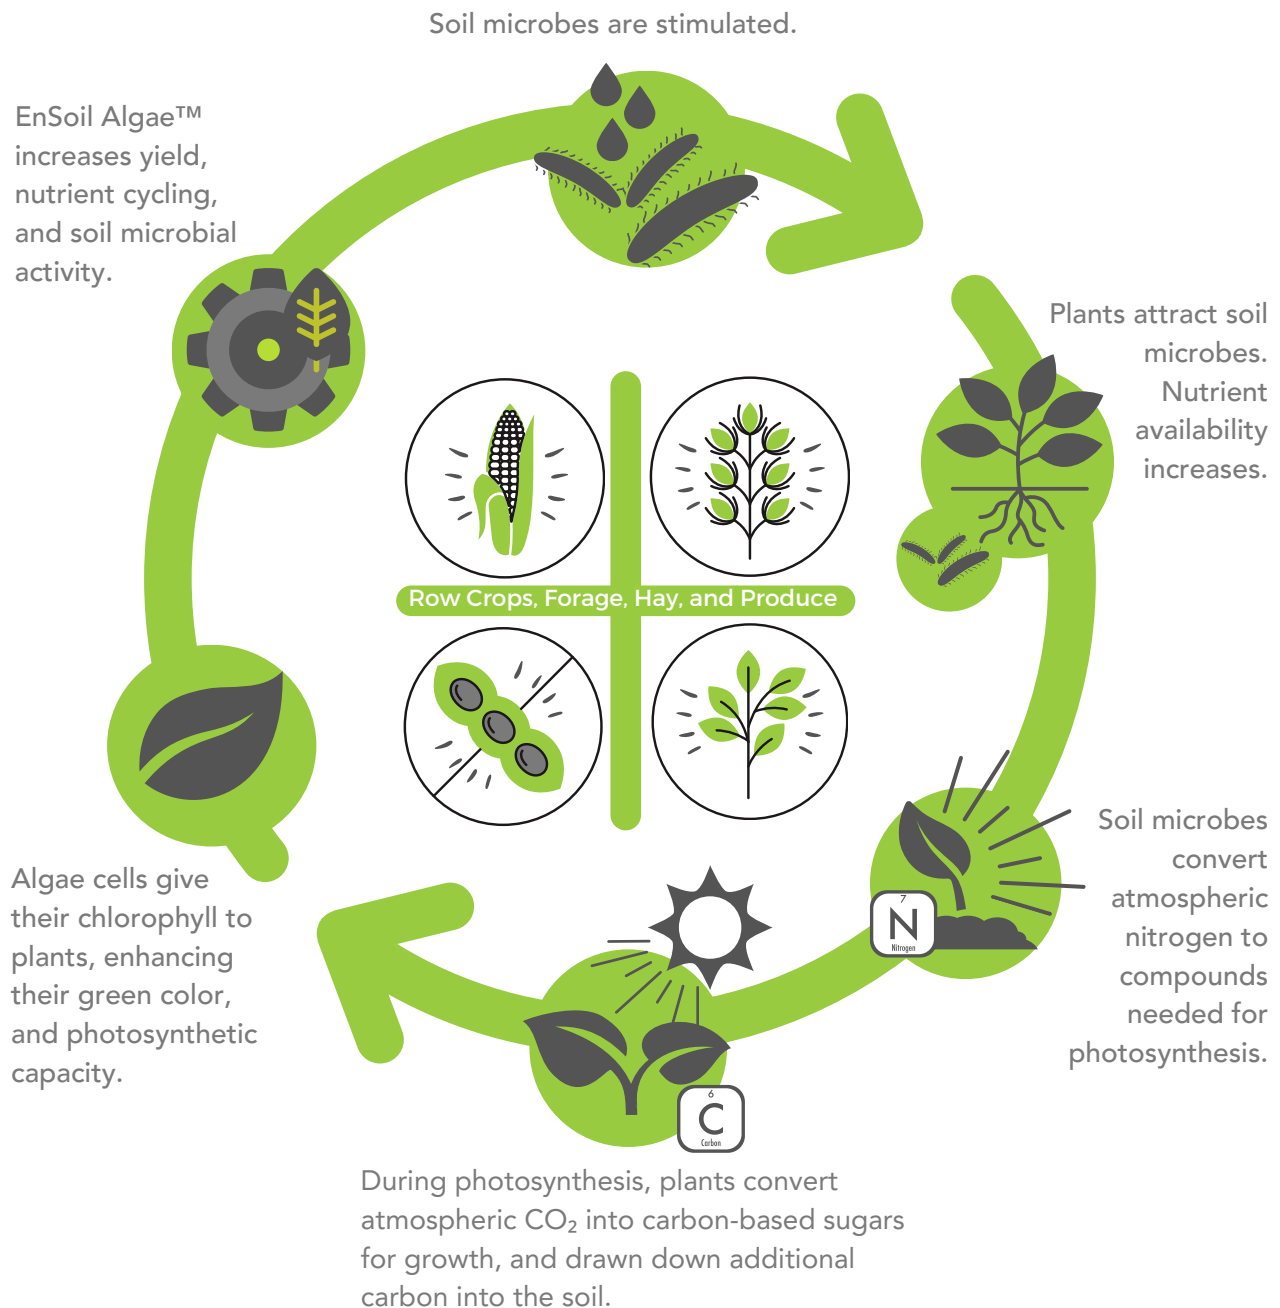 Soil microbes are stimulated.
EnSoil Algae™
increases yield,
nutrient cycling,
and soil microbial
activity.
Plants attract soil
microbes.
Nutrient
availability
increases.
Row Crops, Forage, Hay, and Produce
Soil microbes
convert
atmospheric
nitrogen to
compounds
needed for
photosynthesis.
7
N
Nitrogen
Algae cells give
their chlorophyll to
plants, enhancing
their green color,
and photosynthetic
capacity.
6
C
Carbon
During photosynthesis, plants convert
atmospheric CO₂ into carbon-based sugars
for growth, and drawn down additional
carbon into the soil.